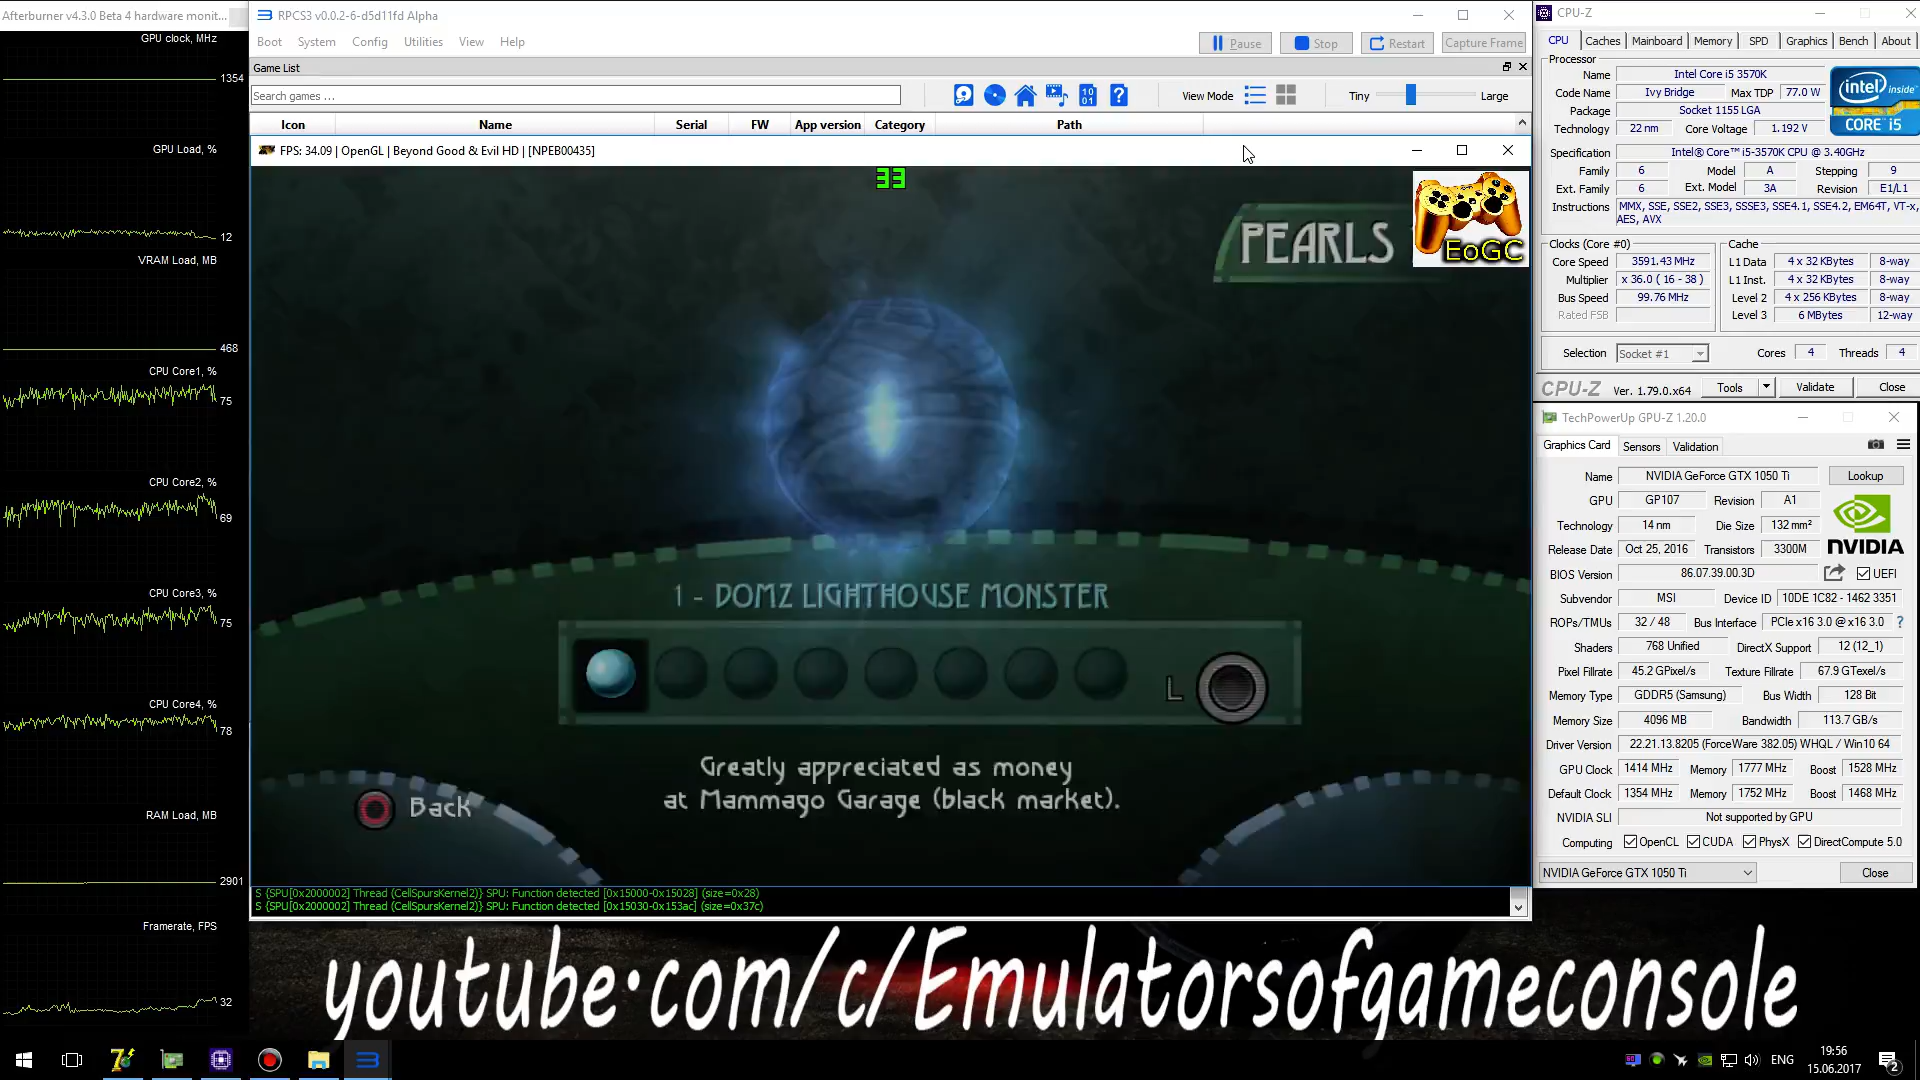 Afterburner v4.3.0 Beta 4 hardware monit...
GPU clock, MHz
1354
GPU Load, %
12
VRAM Load, MB
468
CPU Core1, %
75
CPU Core2, %
69
CPU Core3, %
75
CPU Core4, %
78
RAM Load, MB
2901
Framerate, FPS
32
RPCS3 v0.0.2-6-d5d11fd Alpha
Boot System Config Utilities View Help
Pause Stop Restart Capture Frame
Game List
Search games ...
View Mode Tiny Large
Icon Name Serial FW App version Category Path
FPS: 34.09 | OpenGL | Beyond Good & Evil HD | [NPEB00435]
33
PEARLS
EoGC
1 - DOMZ LIGHTHOUSE MONSTER
L
Greatly appreciated as money
at Mammago Garage (black market).
Back
S {SPU[0x2000002] Thread (CellSpursKernel2)} SPU: Function detected [0x15000-0x15028] (size=0x28)
S {SPU[0x2000002] Thread (CellSpursKernel2)} SPU: Function detected [0x15030-0x153ac] (size=0x37c)
youtube.com/c/Emulatorsofgameconsole
CPU-Z
CPU Caches Mainboard Memory SPD Graphics Bench About
Processor
Name Intel Core i5 3570K
Code Name Ivy Bridge Max TDP 77.0 W
Package Socket 1155 LGA
Technology 22 nm Core Voltage 1.192 V
intel inside
CORE i5
Specification Intel® Core™ i5-3570K CPU @ 3.40GHz
Family 6 Model A Stepping 9
Ext. Family 6 Ext. Model 3A Revision E1/L1
Instructions MMX, SSE, SSE2, SSE3, SSSE3, SSE4.1, SSE4.2, EM64T, VT-x,
AES, AVX
Clocks (Core #0) Cache
Core Speed 3591.43 MHz L1 Data 4 x 32 KBytes 8-way
Multiplier x 36.0 ( 16 - 38 ) L1 Inst. 4 x 32 KBytes 8-way
Bus Speed 99.76 MHz Level 2 4 x 256 KBytes 8-way
Rated FSB Level 3 6 MBytes 12-way
Selection Socket #1 Cores 4 Threads 4
CPU-Z Ver. 1.79.0.x64 Tools Validate Close
TechPowerUp GPU-Z 1.20.0
Graphics Card Sensors Validation
Name NVIDIA GeForce GTX 1050 Ti Lookup
GPU GP107 Revision A1
Technology 14 nm Die Size 132 mm²
Release Date Oct 25, 2016 Transistors 3300M
NVIDIA
BIOS Version 86.07.39.00.3D UEFI
Subvendor MSI Device ID 10DE 1C82 - 1462 3351
ROPs/TMUs 32 / 48 Bus Interface PCIe x16 3.0 @ x16 3.0 ?
Shaders 768 Unified DirectX Support 12 (12_1)
Pixel Fillrate 45.2 GPixel/s Texture Fillrate 67.9 GTexel/s
Memory Type GDDR5 (Samsung) Bus Width 128 Bit
Memory Size 4096 MB Bandwidth 113.7 GB/s
Driver Version 22.21.13.8205 (ForceWare 382.05) WHQL / Win10 64
GPU Clock 1414 MHz Memory 1777 MHz Boost 1528 MHz
Default Clock 1354 MHz Memory 1752 MHz Boost 1468 MHz
NVIDIA SLI Not supported by GPU
Computing OpenCL CUDA PhysX DirectCompute 5.0
NVIDIA GeForce GTX 1050 Ti Close
ENG
19:56
15.06.2017
2